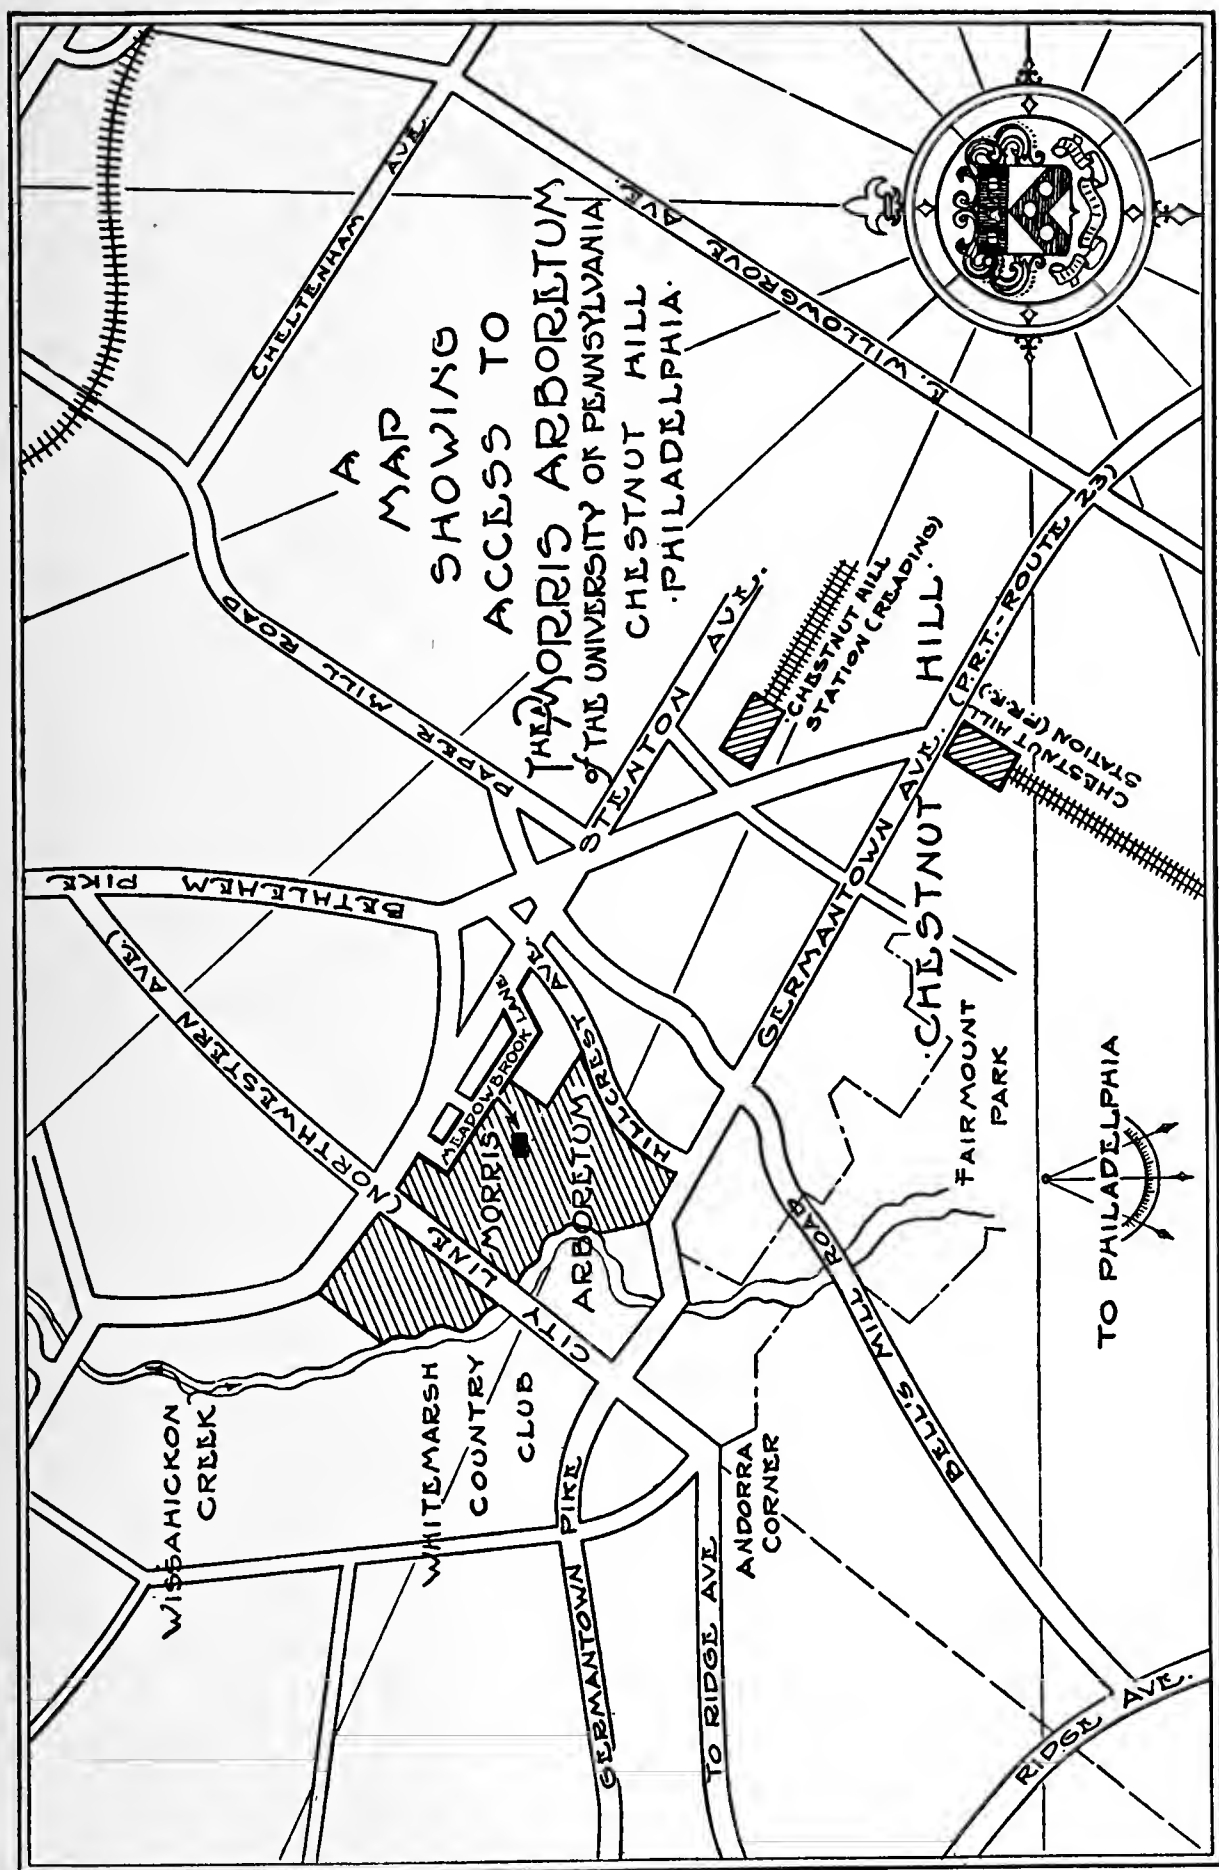 A
MAP
SHOWING
ACCESS TO
THE MORRIS ARBORETUM
of THE UNIVERSITY OF PENNSYLVANIA
CHESTNUT HILL
·PHILADELPHIA·
CHELTENHAM AVE.
E. WILLOWGROVE AVE.
PAPER MILL ROAD
STENTON AVE.
BETHLEHEM PIKE
(NORTHWESTERN AVE.)
CITY LINE
MEADOWBROOK LANE
HILLCREST AVE.
MORRIS
ARBORETUM
·CHESTNUT HILL
STATION (READING)
·CHESTNUT HILL·
GERMANTOWN AVE. (P.R.T.-ROUTE 23)
CHESTNUT HILL
STATION (P.R.R.)
FAIRMOUNT
PARK
WISSAHICKON
CREEK
WHITEMARSH
COUNTRY
CLUB
GERMANTOWN PIKE
TO RIDGE AVE
ANDORRA
CORNER
BELL'S MILL ROAD
RIDGE AVE.
TO PHILADELPHIA